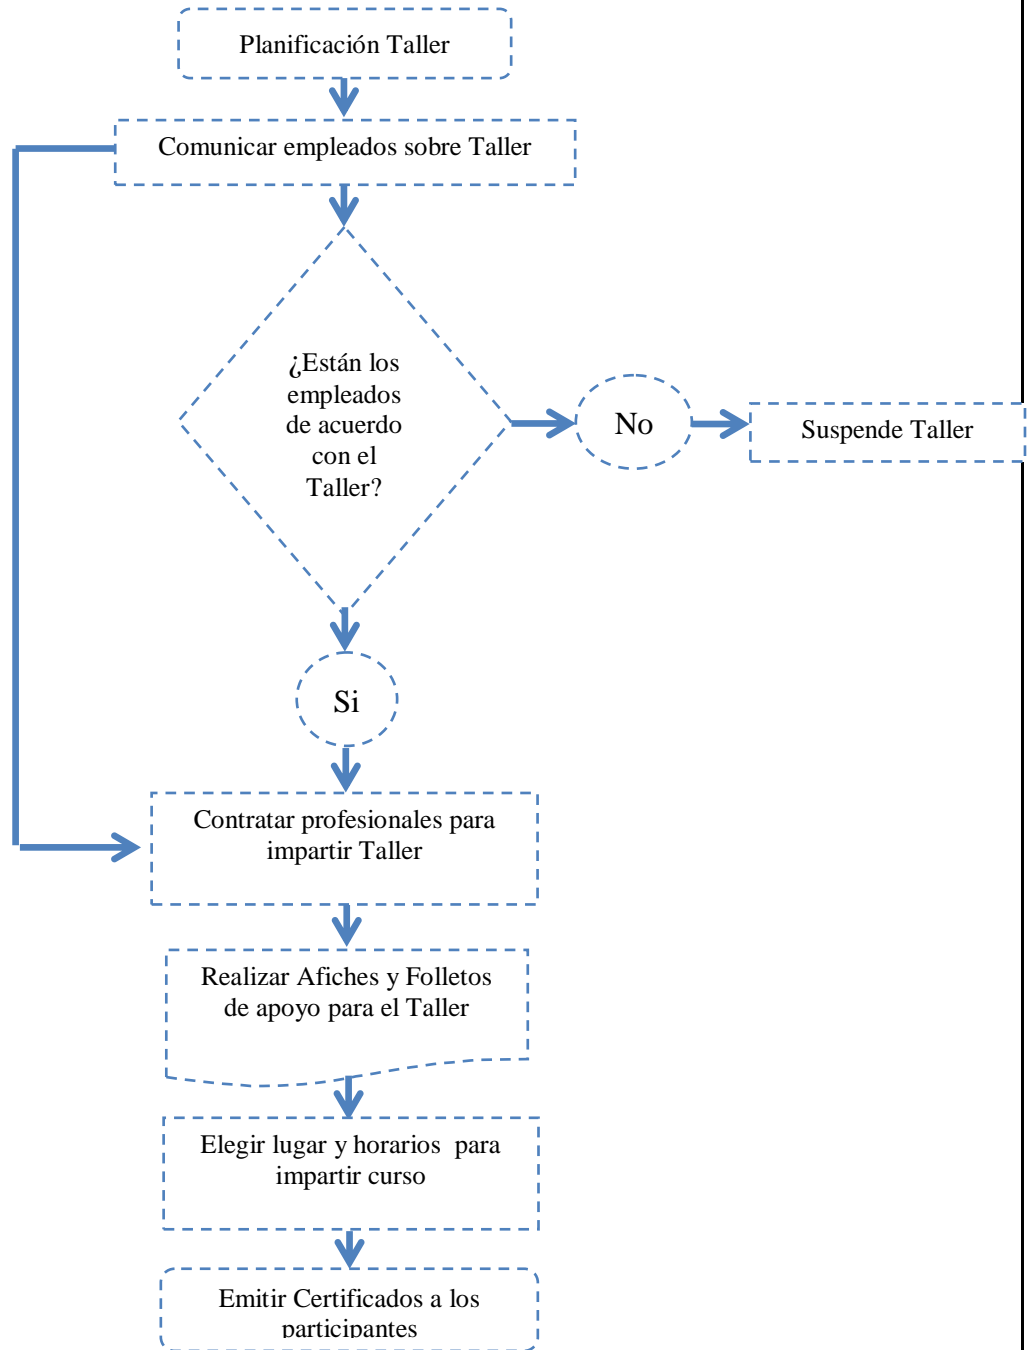 Planificación Taller
Comunicar empleados sobre Taller
¿Están los
empleados
de acuerdo
con el
Taller?
No
Suspende Taller
Si
Contratar profesionales para
impartir Taller
Realizar Afiches y Folletos
de apoyo para el Taller
Elegir lugar y horarios  para
impartir curso
Emitir Certificados a los
participantes